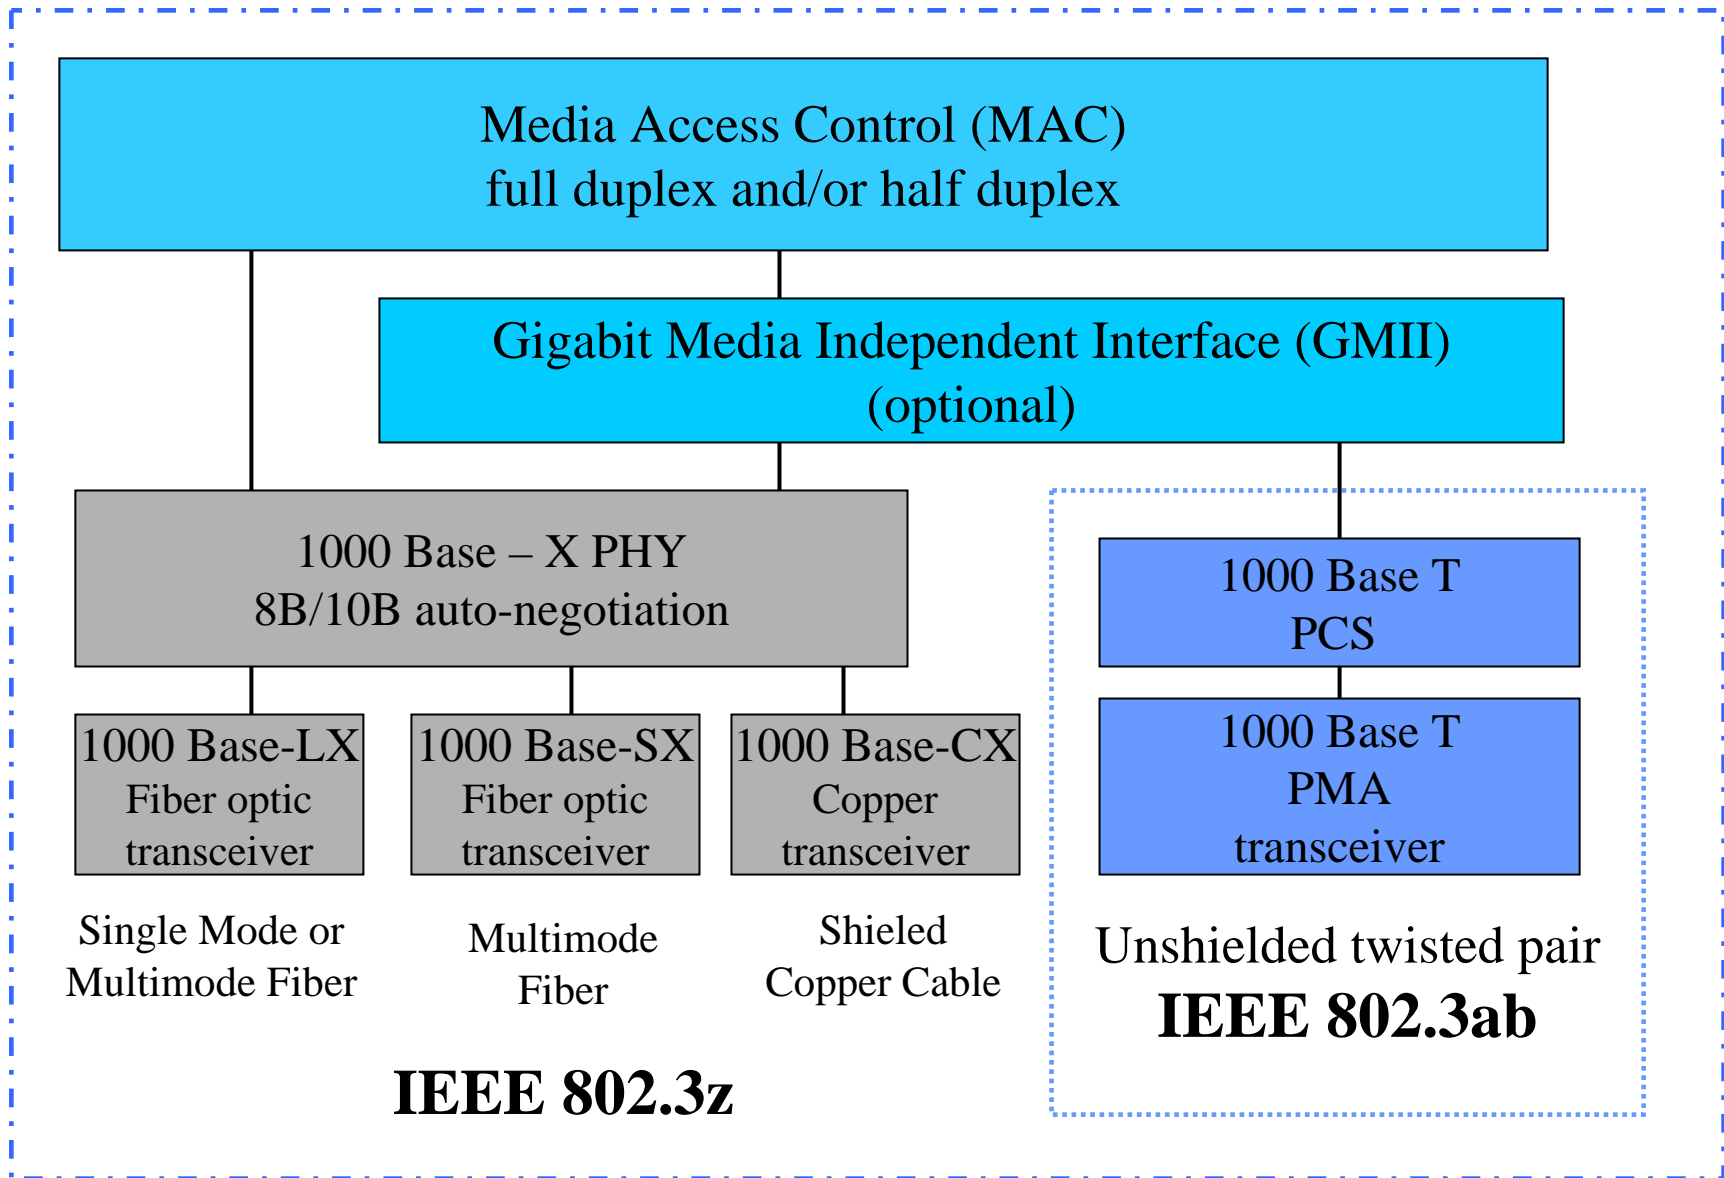 Media Access Control (MAC)
full duplex and/or half duplex
Gigabit Media Independent Interface (GMII)
(optional)
1000 Base – X PHY
8B/10B auto-negotiation
1000 Base T
PCS
1000 Base-LX
Fiber optic
transceiver
1000 Base-SX
Fiber optic
transceiver
1000 Base-CX
Copper
transceiver
1000 Base T
PMA
transceiver
Single Mode or
Multimode Fiber
Multimode
Fiber
Shieled
Copper Cable
Unshielded twisted pair
IEEE 802.3ab
IEEE 802.3z